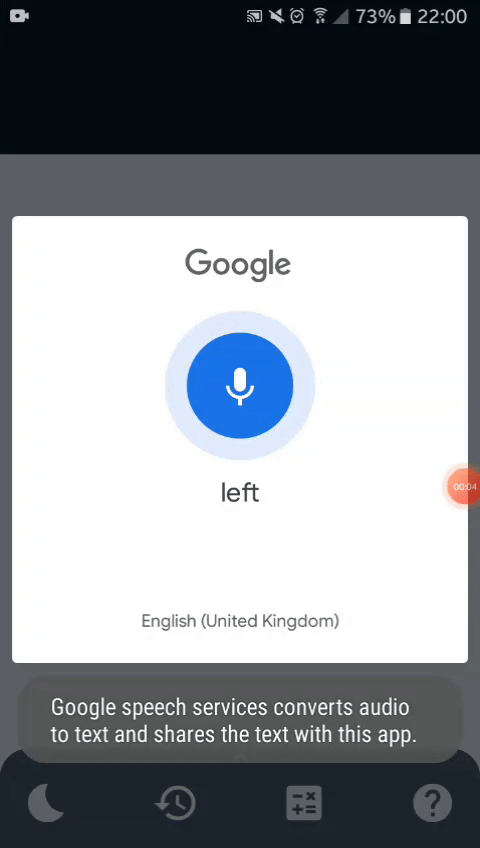 73% 22:00
Google
left
00:04
English (United Kingdom)
Google speech services converts audio
to text and shares the text with this app.